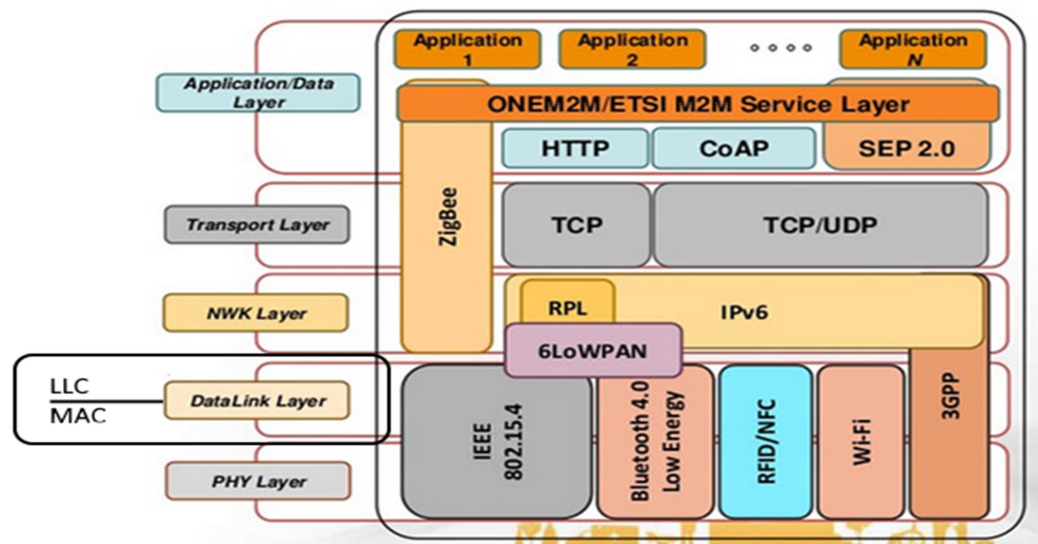 Application
1
Application
2
Application
N
Application/Data
Layer
ONEM2M/ETSI M2M Service Layer
HTTP
CoAP
SEP 2.0
ZigBee
Transport Layer
TCP
TCP/UDP
NWK Layer
RPL
IPv6
6LoWPAN
LLC
MAC
DataLink Layer
IEEE
802.15.4
Bluetooth 4.0
Low Energy
RFID/NFC
Wi-Fi
3GPP
PHY Layer